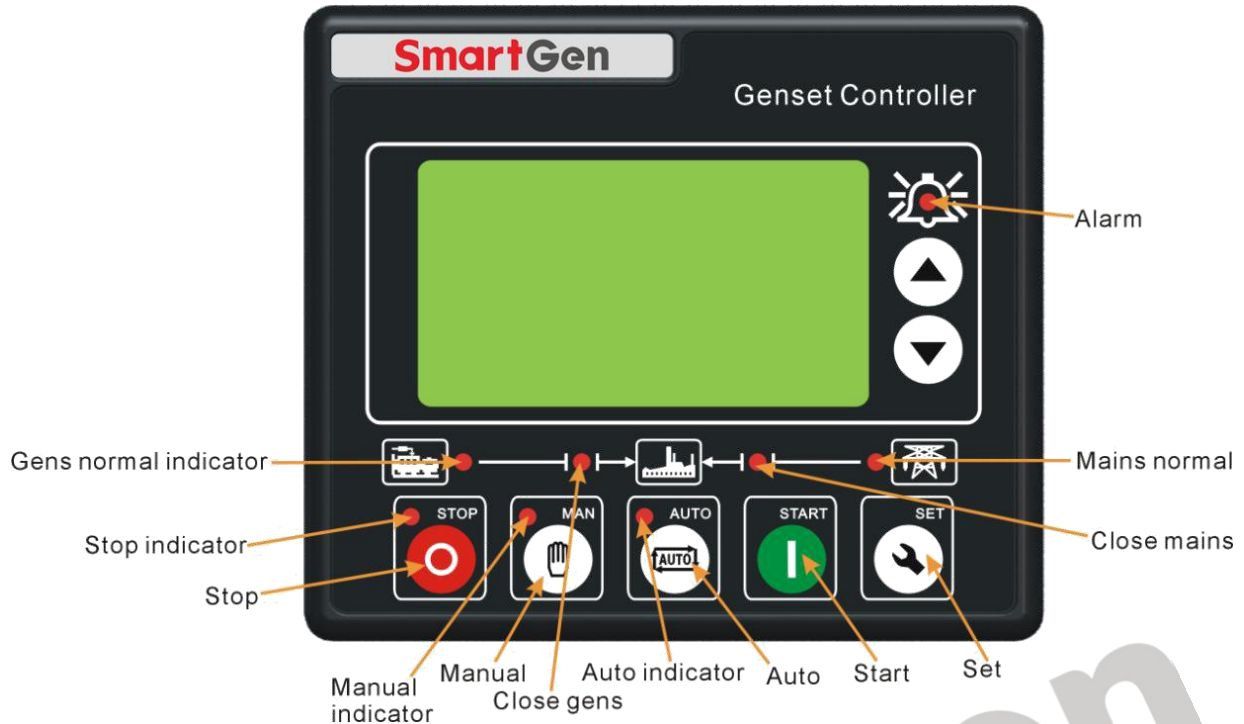 SmartGen
Genset Controller
Alarm
Gens normal indicator
Mains normal
STOP
MAN
AUTO
START
SET
Stop indicator
AUTO
Close mains
Stop
Manual indicator
Manual
Close gens
Auto indicator
Auto
Start
Set